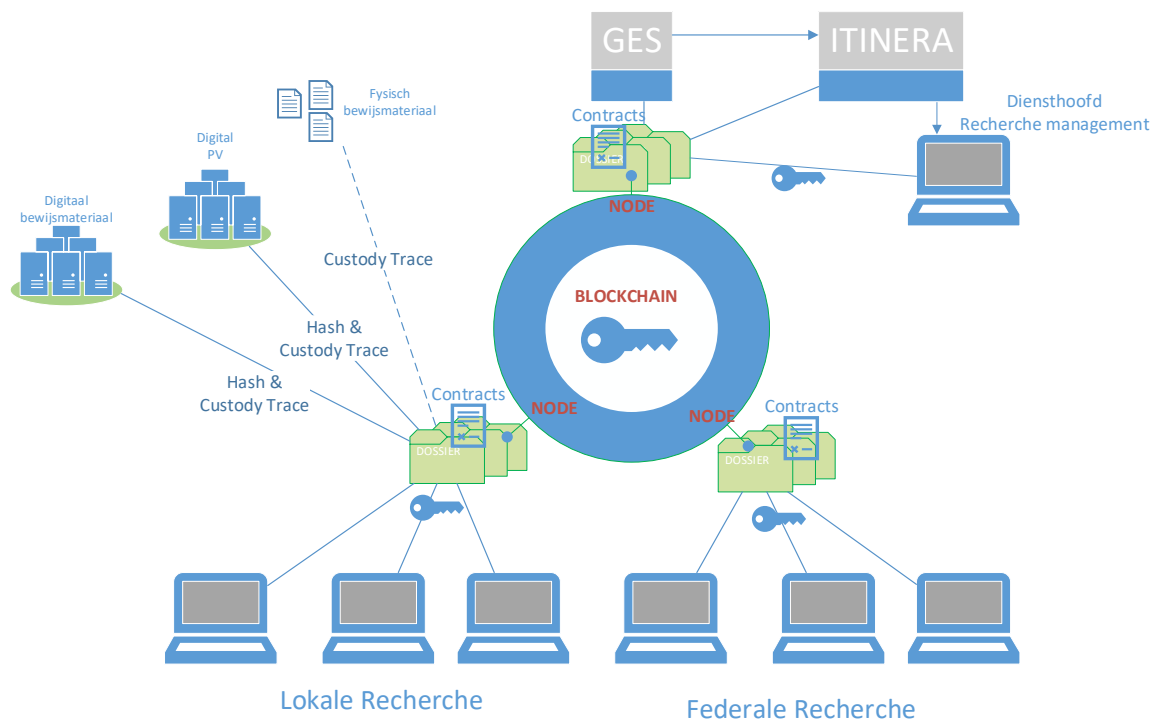 GES
ITINERA
Fysisch
bewijsmateriaal
Diensthoofd
Recherche management
Contracts
Digital
PV
DOSSIER
Digitaal
bewijsmateriaal
NODE
Custody Trace
BLOCKCHAIN
Hash &
Custody Trace
Hash &
Custody Trace
Contracts
NODE
NODE
Contracts
DOSSIER
DOSSIER
Lokale Recherche
Federale Recherche